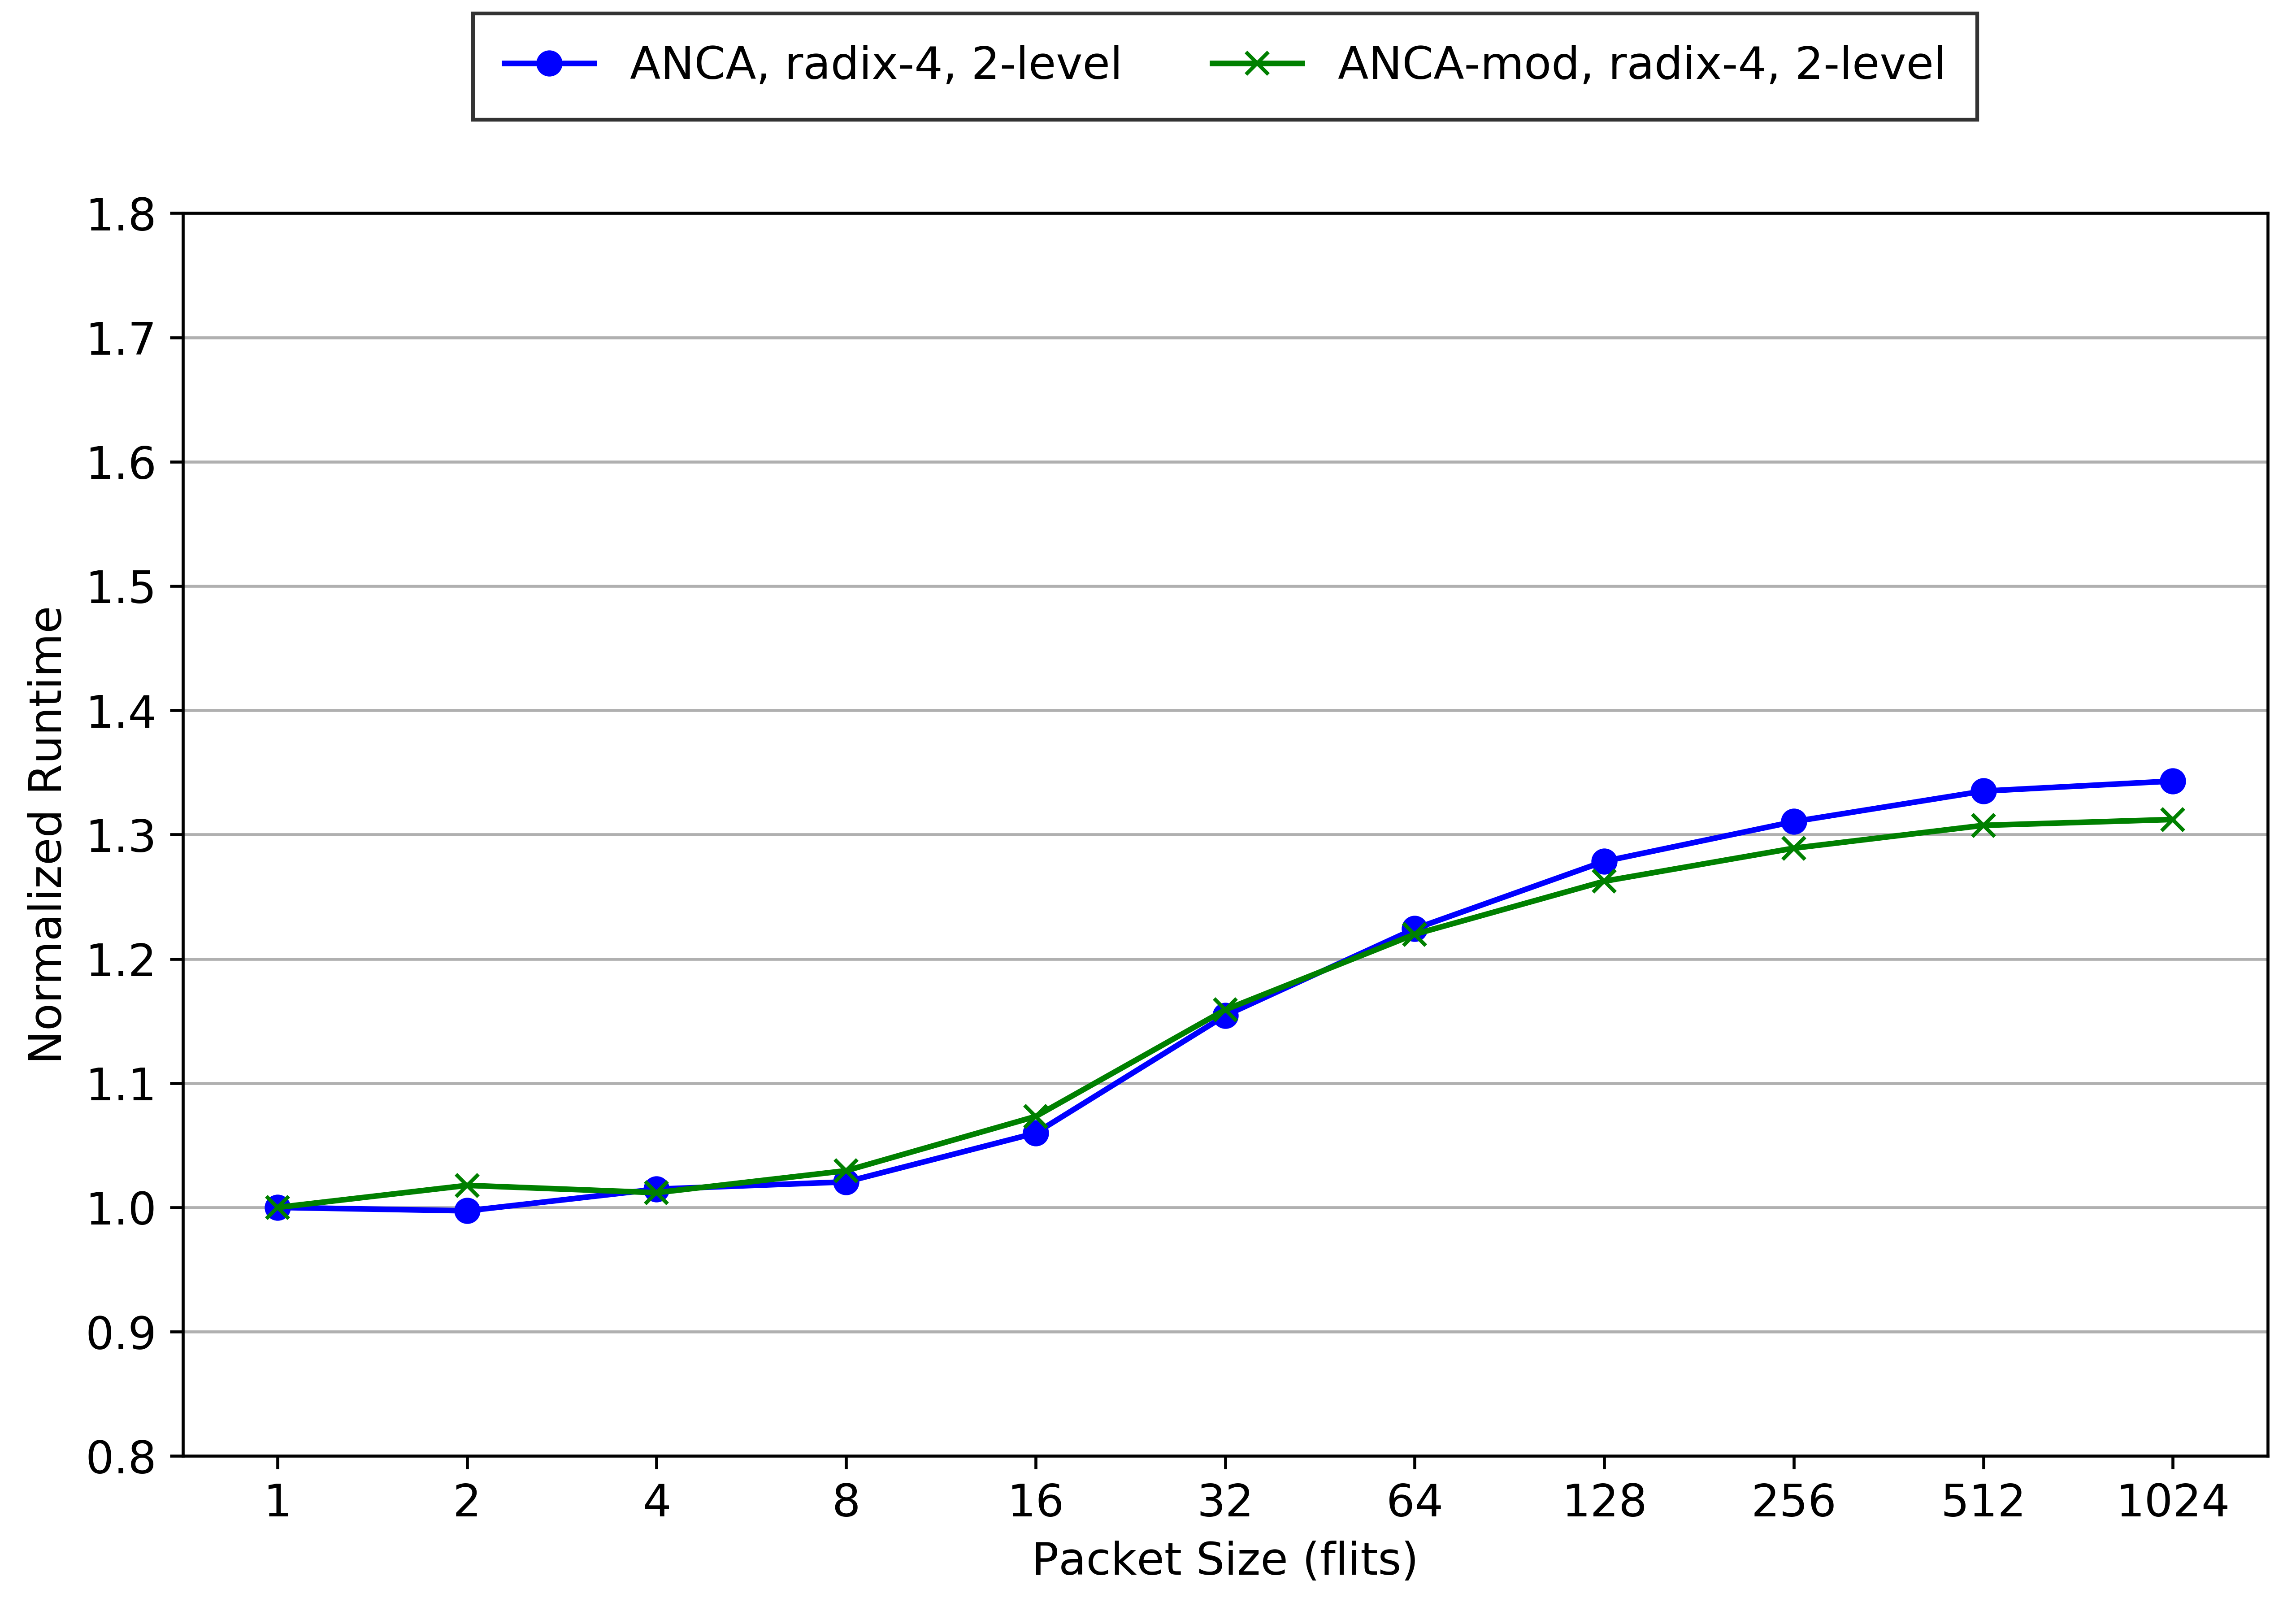 ANCA, radix-4, 2-level ANCA-mod, radix-4, 2-level
1.8
1.7
1.6
1.5
1.4
1.3
1.2
1.1
1.0
0.9
0.8
Normalized Runtime
1 2 4 8 16 32 64 128 256 512 1024
Packet Size (flits)